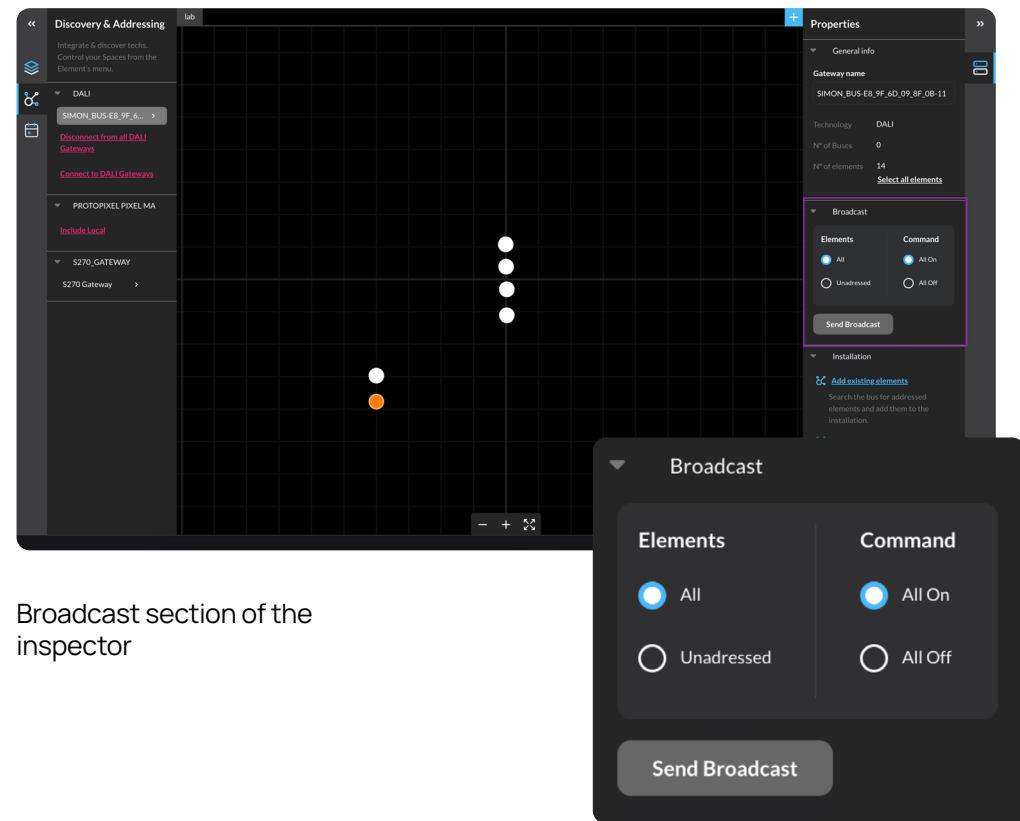 Discovery & Addressing
Integrate & discover techs.
Control your Spaces from the
Element's menu.
DALI
SIMON_BUS-E8_9F_6...
Disconnect from all DALI
Gateways
Connect to DALI Gateways
PROTOPIXEL PIXEL MA
Include Local
S270_GATEWAY
S270 Gateway
lab
Properties
General info
Gateway name
SIMON_BUS-E8_9F_6D_09_8F_0B-11
Technology DALI
Nº of Buses 0
Nº of elements 14
Select all elements
Broadcast
Elements Command
All All On
Unadressed All Off
Send Broadcast
Installation
Add existing elements
Search the bus for addressed
elements and add them to the
installation.
Broadcast
Elements Command
All All On
Unadressed All Off
Send Broadcast
Broadcast section of the
inspector